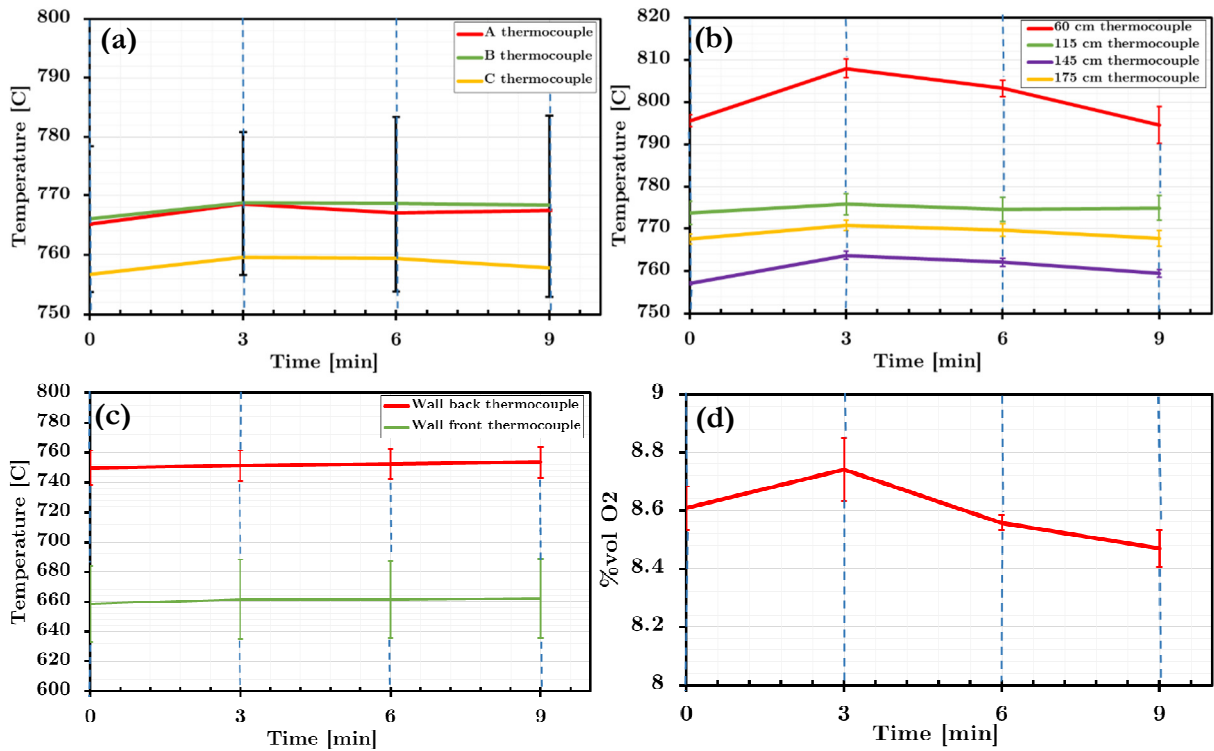 (a)
A thermocouple
B thermocouple
C thermocouple
800
790
780
770
760
750
0 3 6 9
Time [min]
Temperature [C]
(b)
60 cm thermocouple
115 cm thermocouple
145 cm thermocouple
175 cm thermocouple
820
810
800
790
780
770
760
750
0 3 6 9
Time [min]
Temperature [C]
(c)
Wall back thermocouple
Wall front thermocouple
800
780
760
740
720
700
680
660
640
620
600
0 3 6 9
Time [min]
Temperature [C]
(d)
9
8.8
8.6
8.4
8.2
8
0 3 6 9
Time [min]
%vol O2